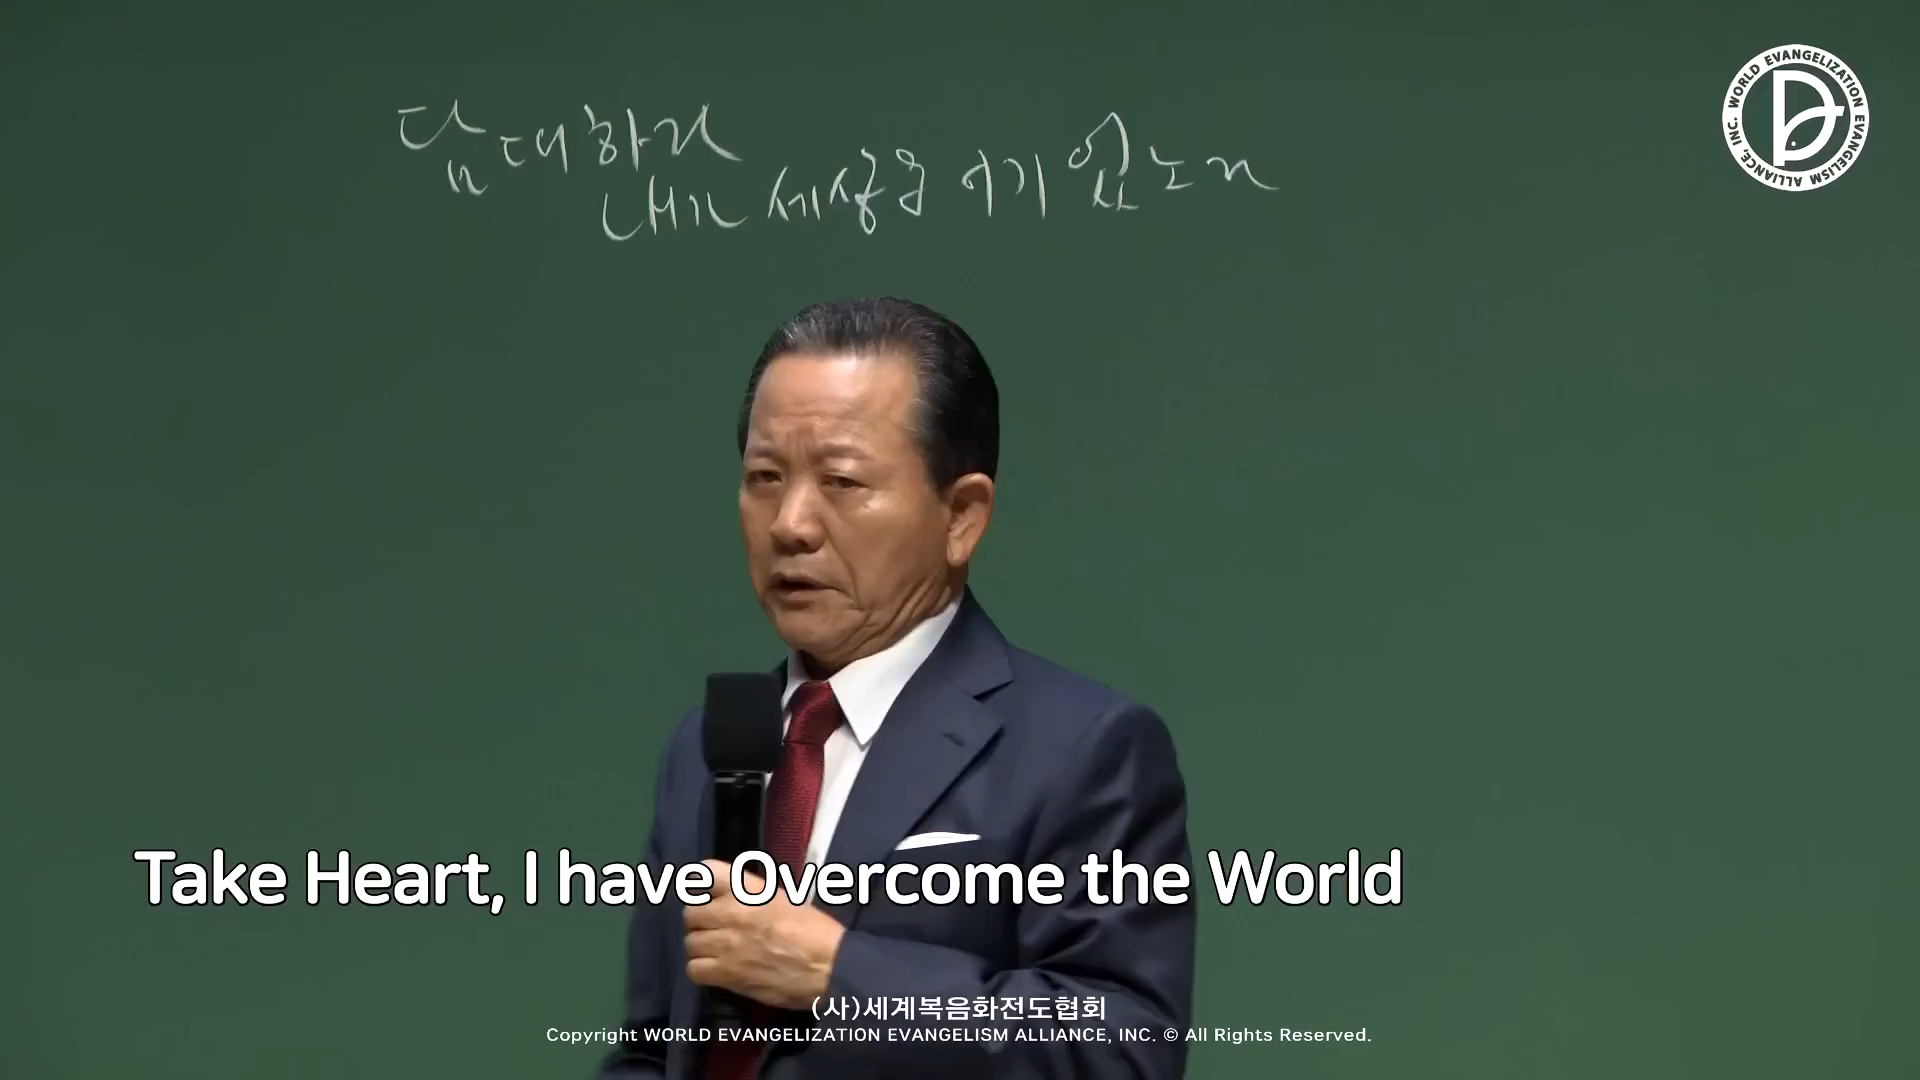 담대하라
내가 세상을 이기었노라
WORLD EVANGELIZATION EVANGELISM ALLIANCE, INC.
Take Heart, I have Overcome the World
(사)세계복음화전도협회
Copyright WORLD EVANGELIZATION EVANGELISM ALLIANCE, INC. © All Rights Reserved.